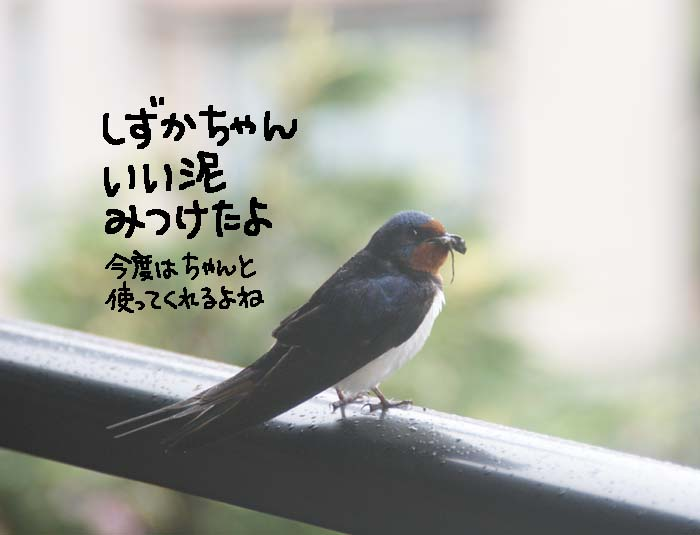 しずかちゃん
いい泥
みつけたよ
今度はちゃんと
使ってくれるよね